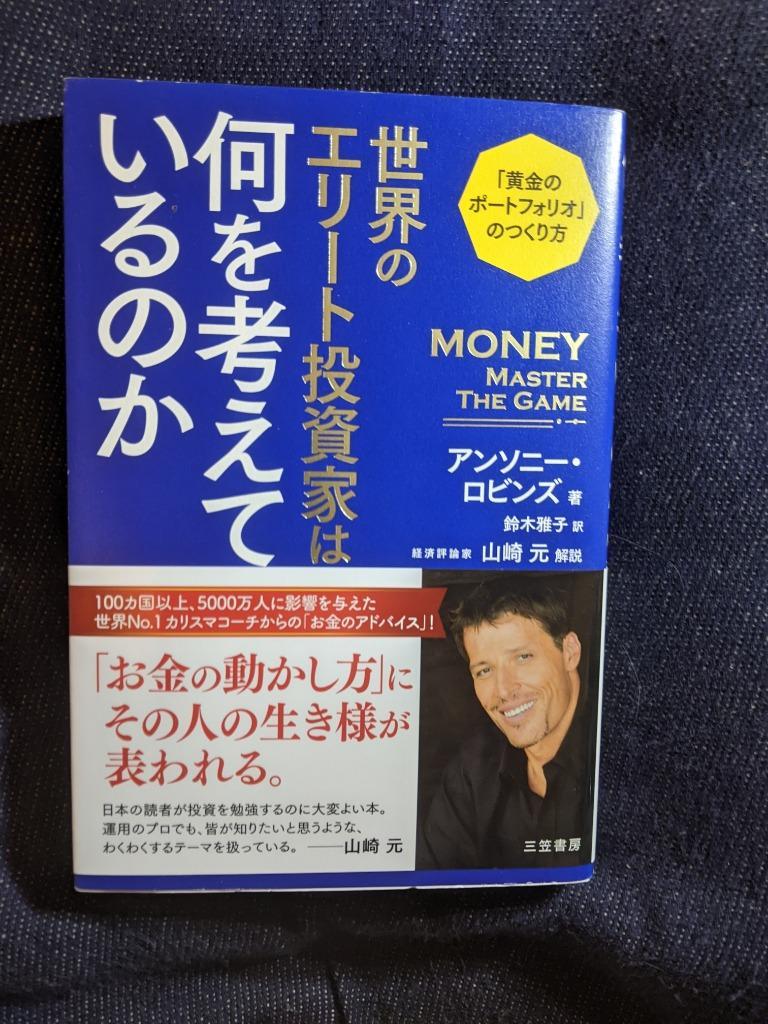 世界の
エリート投資家は
何を考えて
いるのか
「黄金の
ポートフォリオ」
のつくり方
MONEY
MASTER
THE GAME
アンソニー・
ロビンズ 著
鈴木雅子 訳
経済評論家 山崎 元 解説
100カ国以上、5000万人に影響を与えた
世界No.1カリスマコーチからの「お金のアドバイス」!
「お金の動かし方」に
その人の生き様が
表われる。
日本の読者が投資を勉強するのに大変よい本。
運用のプロでも、皆が知りたいと思うような、
わくわくするテーマを扱っている。 ——山崎 元
三笠書房